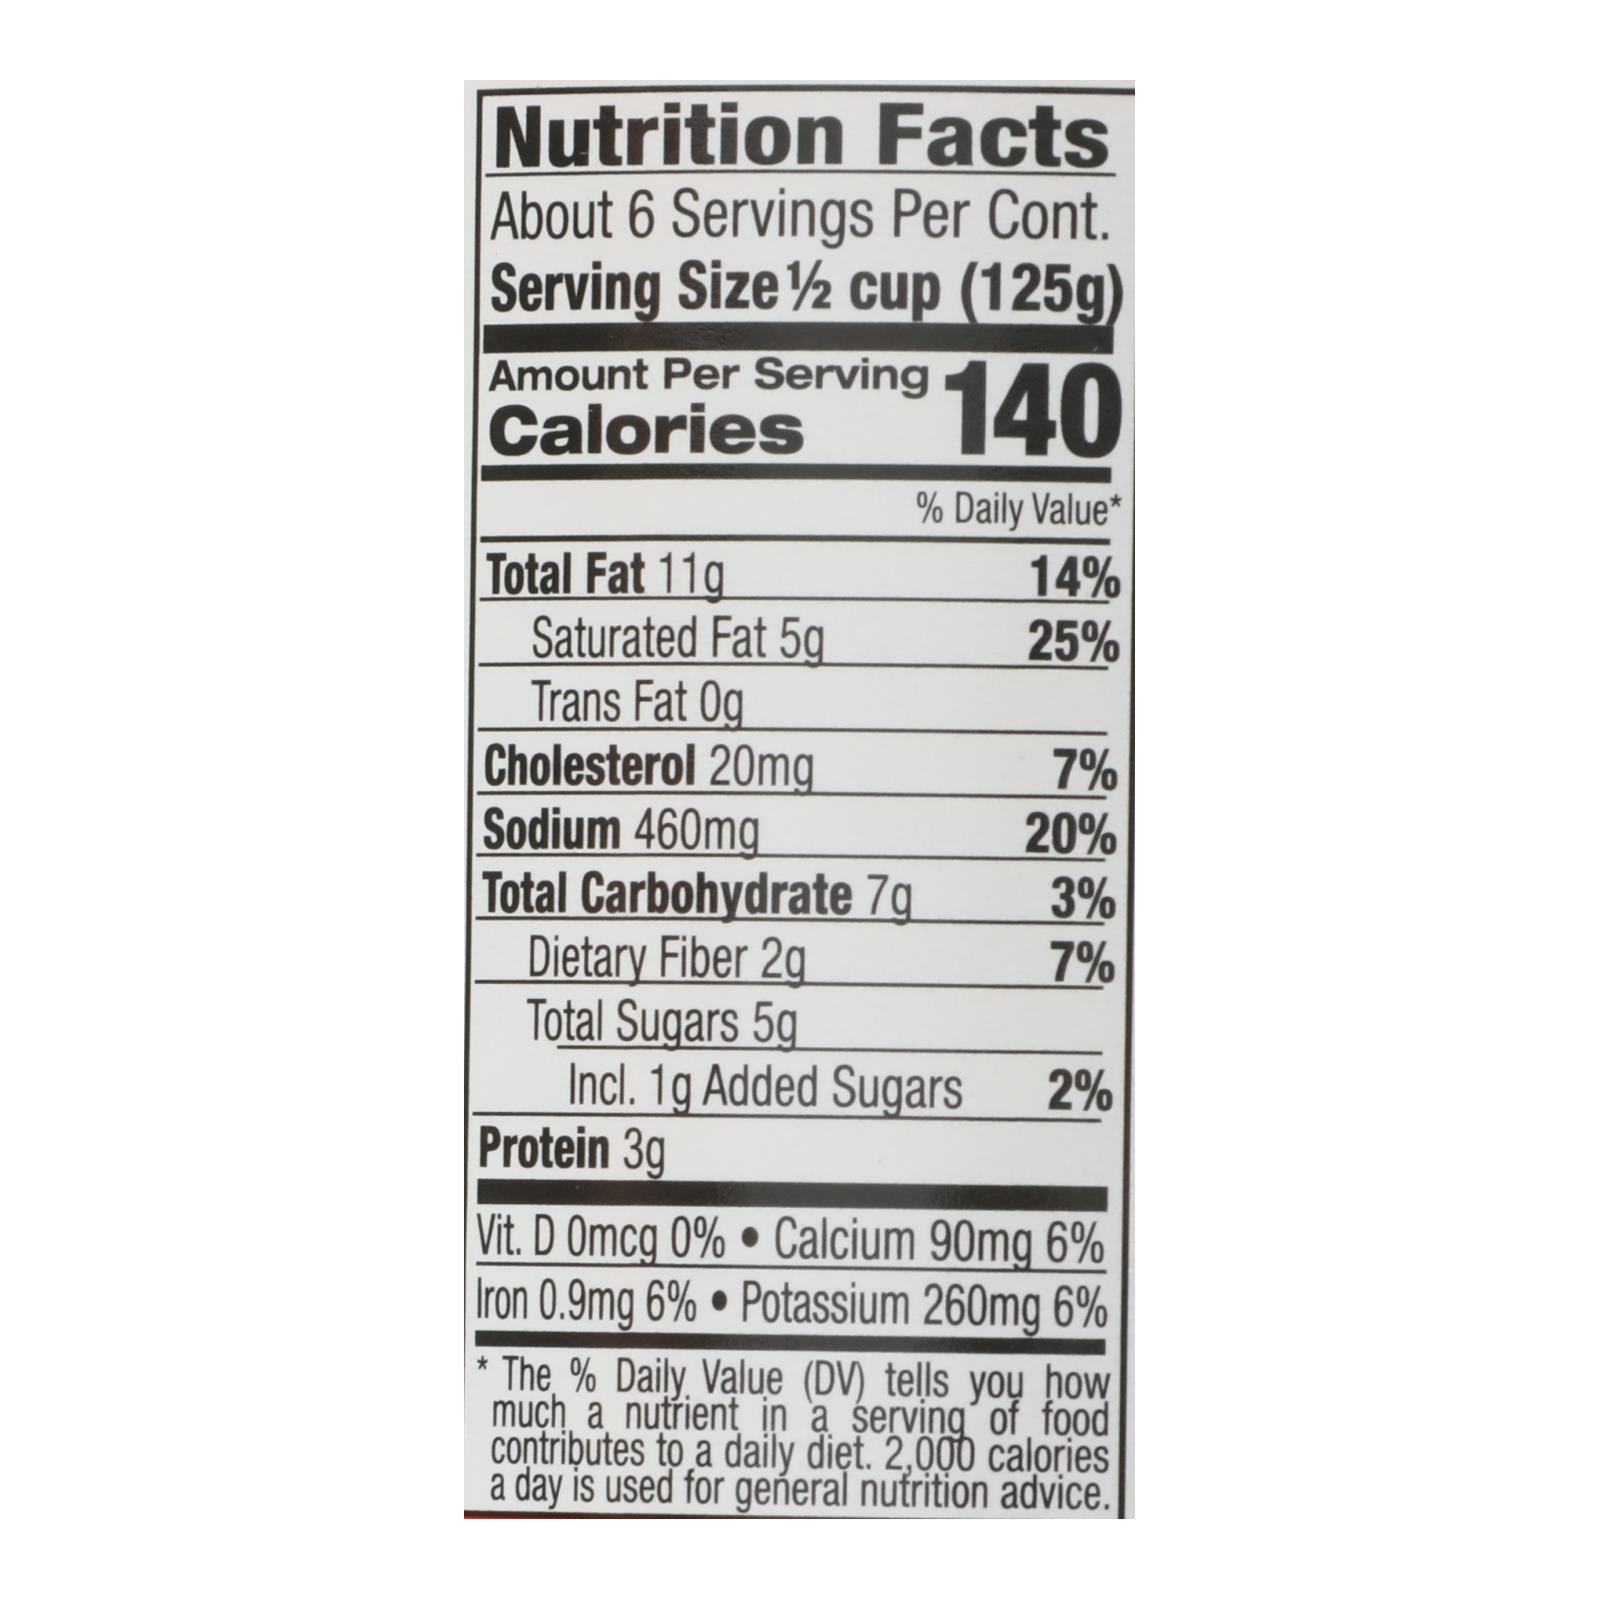 Nutrition Facts
About 6 Servings Per Cont.
Serving Size ½ cup (125g)
Amount Per Serving
Calories 140
% Daily Value*
Total Fat 11g 14%
Saturated Fat 5g 25%
Trans Fat 0g
Cholesterol 20mg 7%
Sodium 460mg 20%
Total Carbohydrate 7g 3%
Dietary Fiber 2g 7%
Total Sugars 5g
Incl. 1g Added Sugars 2%
Protein 3g
Vit. D 0mcg 0% • Calcium 90mg 6%
Iron 0.9mg 6% • Potassium 260mg 6%
* The % Daily Value (DV) tells you how
much a nutrient in a serving of food
contributes to a daily diet. 2,000 calories
a day is used for general nutrition advice.